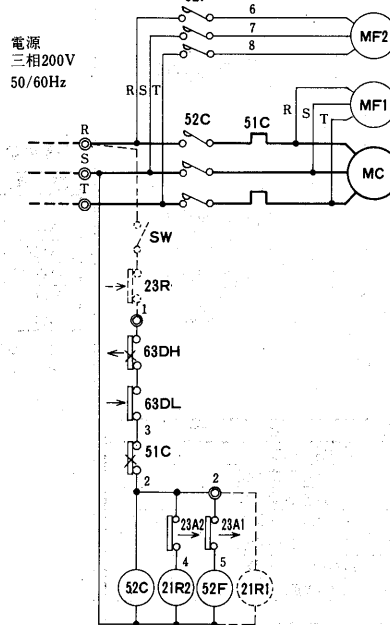 6
7
8
MF2
電源
三相200V
50/60Hz
R S T
R S T
MF1
52C
51C
MC
R
S
T
SW
23R
1
63DH
63DL
3
51C
2
2
23A2
23A1
4
5
52C
21R2
52F
21R1